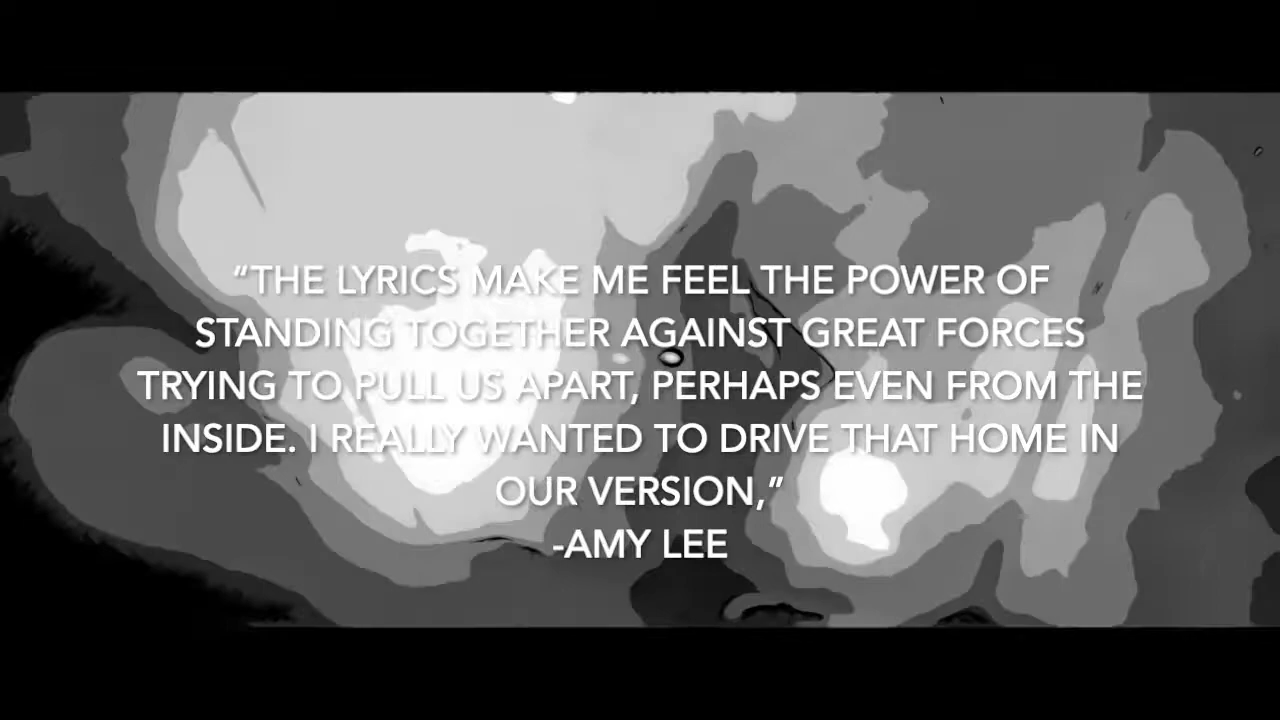 “THE LYRICS MAKE ME FEEL THE POWER OF
STANDING TOGETHER AGAINST GREAT FORCES
TRYING TO PULL US APART, PERHAPS EVEN FROM THE
INSIDE. I REALLY WANTED TO DRIVE THAT HOME IN
OUR VERSION,”
-AMY LEE